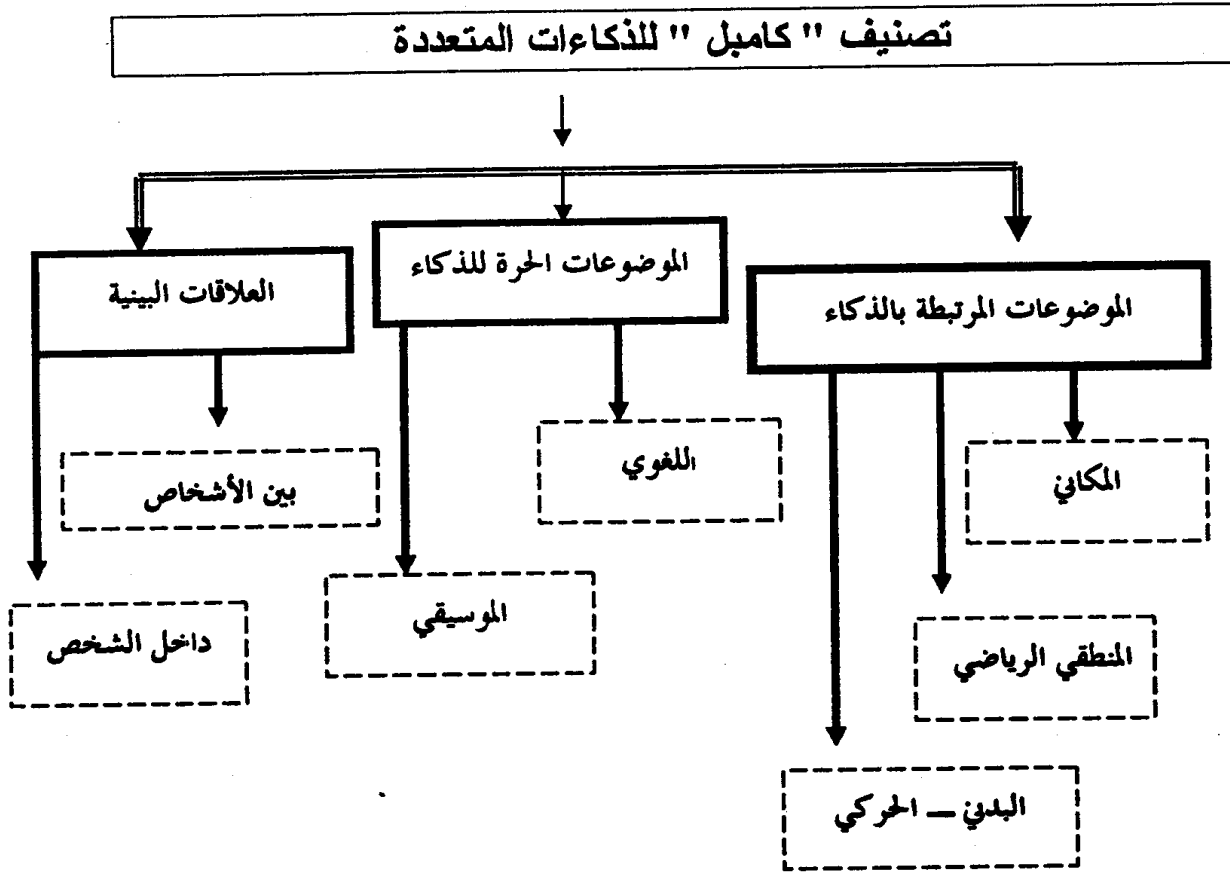 تصنيف " كامبل " للذكاءات المتعددة
الموضوعات المرتبطة بالذكاء
الموضوعات الحرة للذكاء
العلاقات البينية
المكاني
المنطقي الرياضي
البدني – الحركي
اللغوي
الموسيقي
بين الأشخاص
داخل الشخص